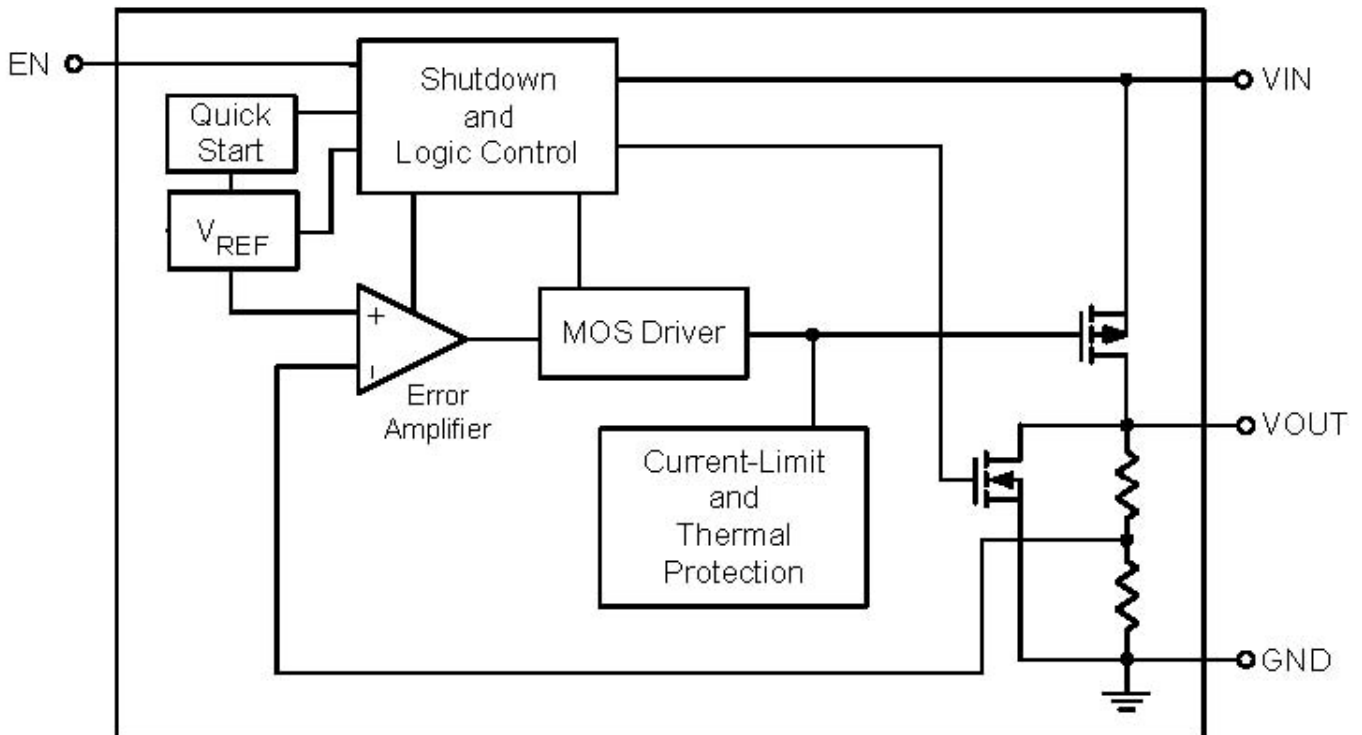 EN
Shutdown
and
Logic Control
VIN
Quick
Start
VREF
+
-
MOS Driver
Error
Amplifier
VOUT
Current-Limit
and
Thermal
Protection
GND